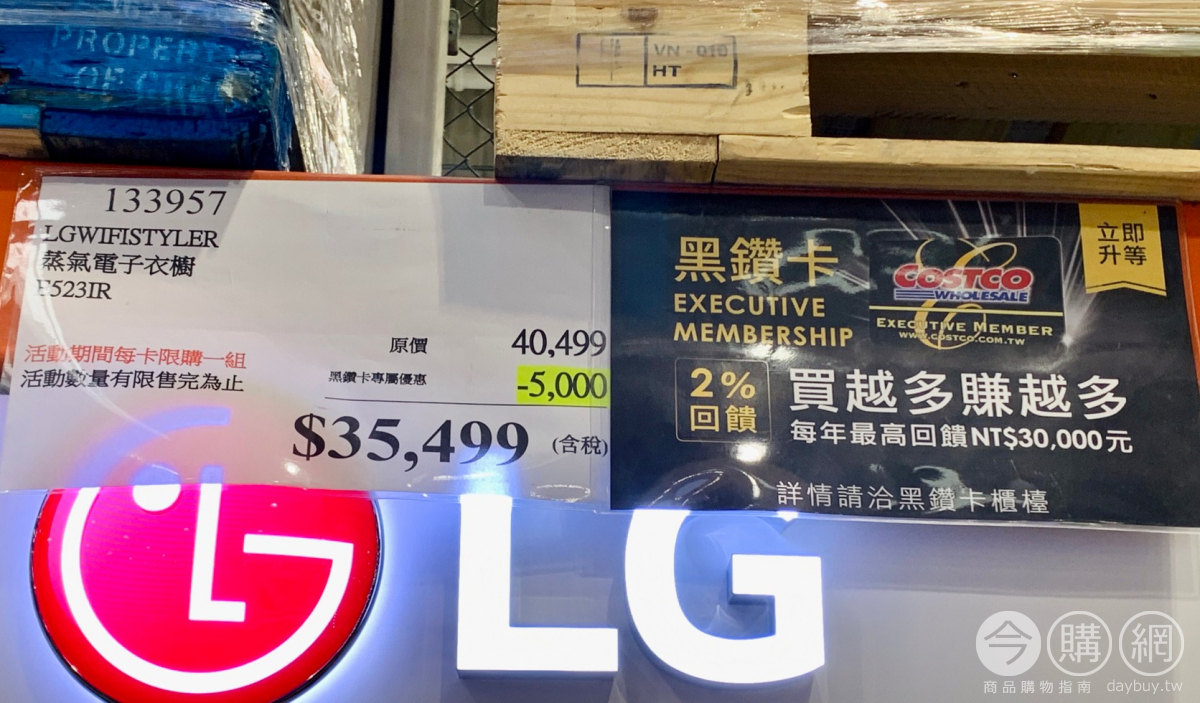 PROPERT
OF
VN - 010
HT
133957
LGWIFISTYLER
蒸氣電子衣櫥
E523IR
活動期間每卡限購一組
活動數量有限售完為止
原價 40,499
黑鑽卡專屬優惠 -5,000
$35,499 (含稅)
黑鑽卡
EXECUTIVE
MEMBERSHIP
COSTCO
WHOLESALE
EXECUTIVE MEMBER
WWW.COSTCO.COM.TW
立即
升等
2%
回饋
買越多賺越多
每年最高回饋NT$30,000元
詳情請洽黑鑽卡櫃檯
LG
LG
今購網
商品購物指南 daybuy.tw